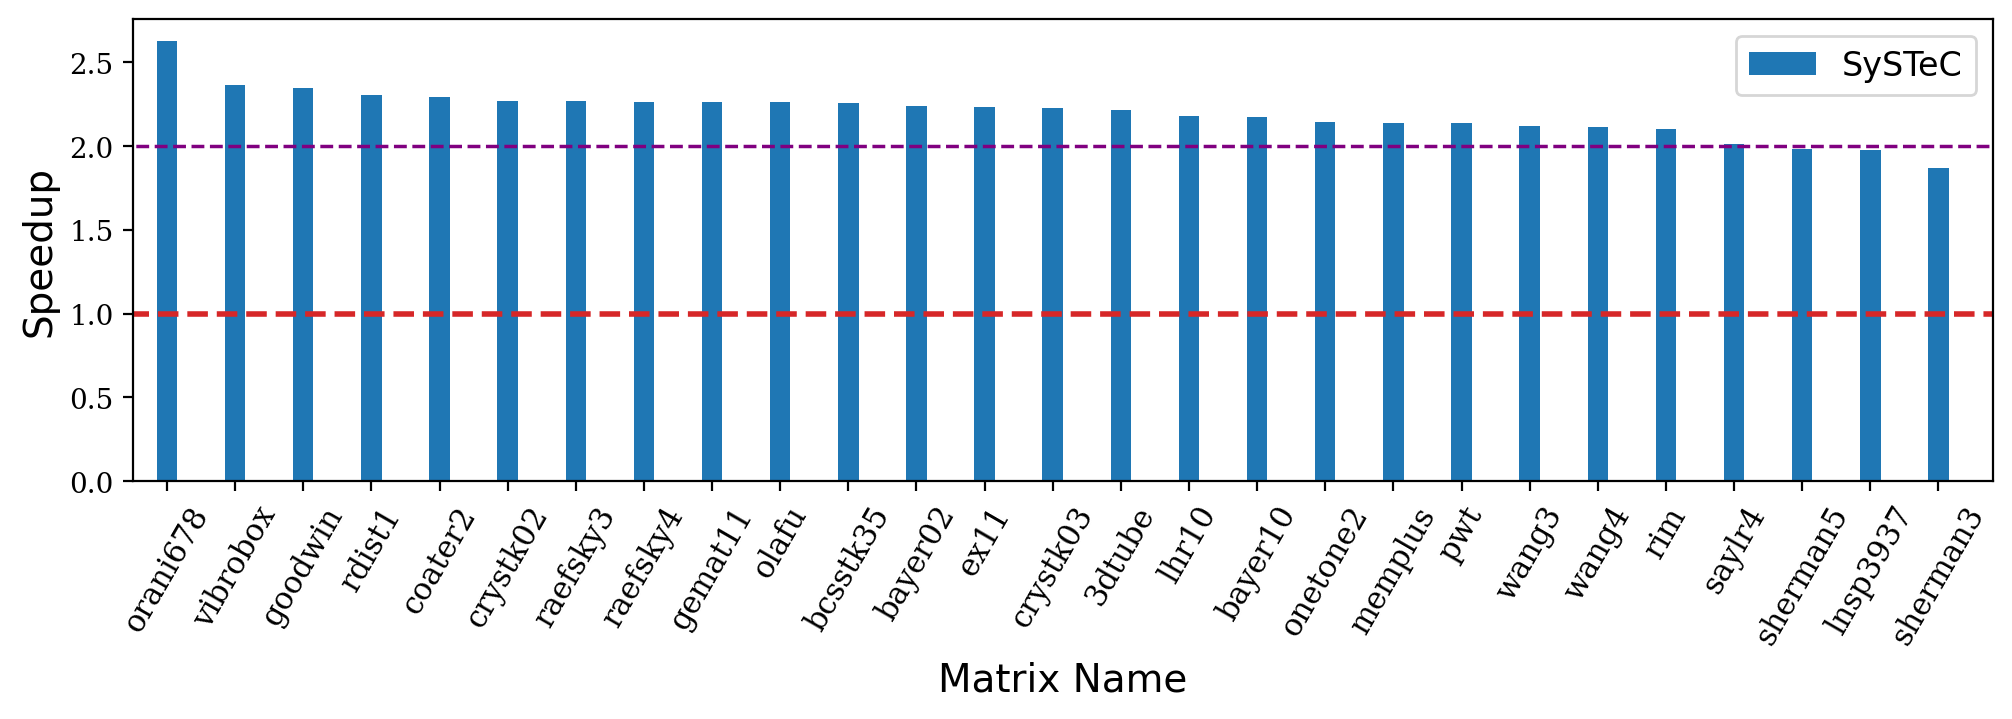 SySTeC
Speedup
2.5
2.0
1.5
1.0
0.5
0.0
orani678
vibrobox
goodwin
rdist1
coater2
crystk02
raefsky3
raefsky4
gemat11
olafu
bcsstk35
bayer02
ex11
crystk03
3dtube
lhr10
bayer10
onetone2
memplus
pwt
wang3
wang4
rim
saylr4
sherman5
lnsp3937
sherman3
Matrix Name